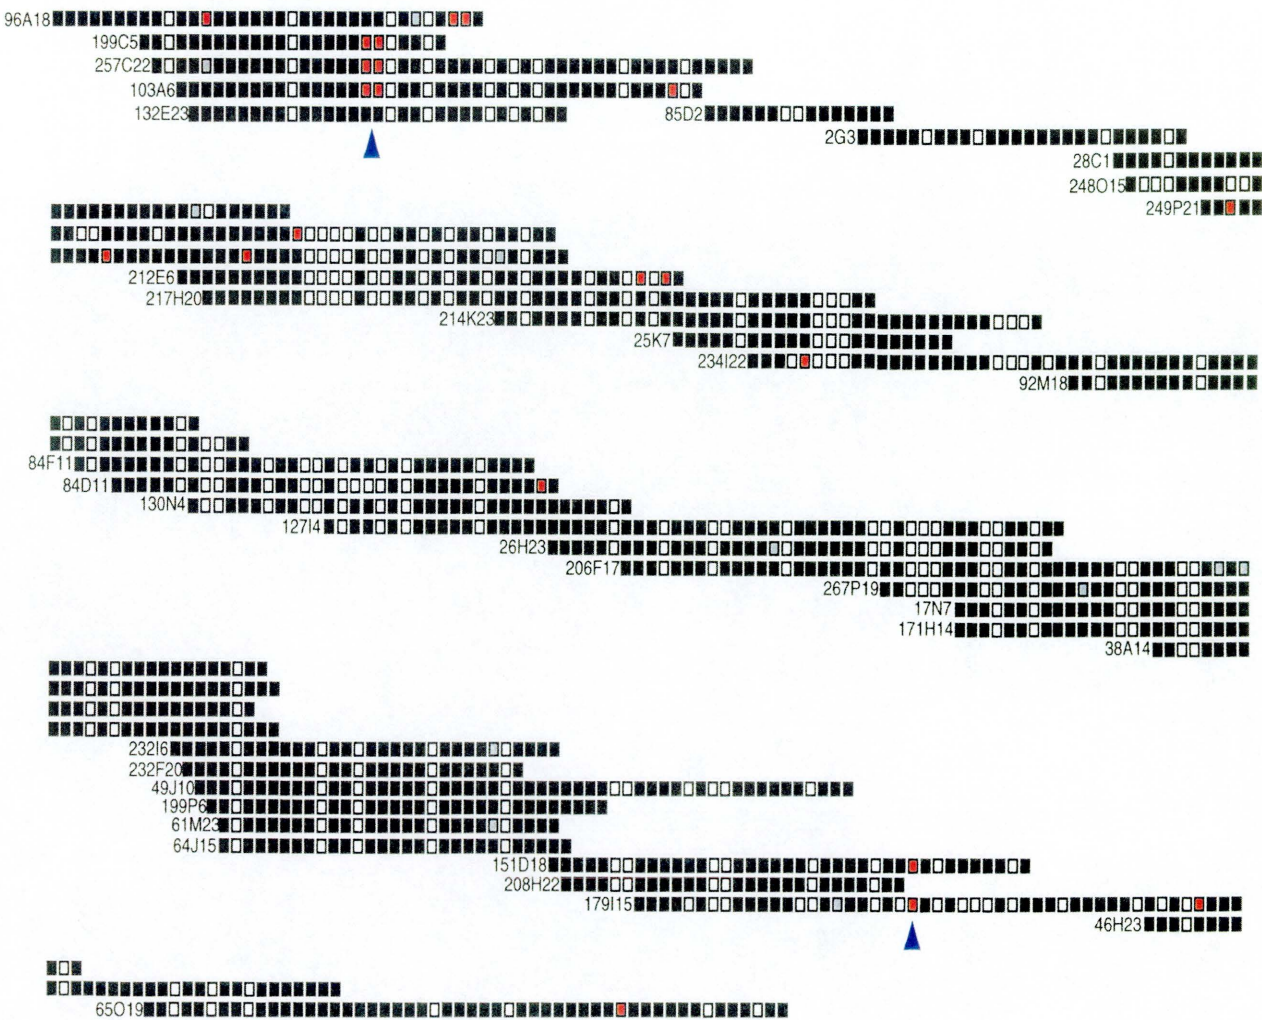 96A18
199C5
257C22
103A6
132E23 85D2
2G3
28C1
248O15
249P21
212E6
217H20
214K23
25K7
234I22
92M18
84F11
84D11
130N4
127I4
26H23
206F17
267P19
17N7
171H14
38A14
232I6
232F20
49J10
199P6
61M23
64J15
151D18
208H22
179I15
46H23
65O19